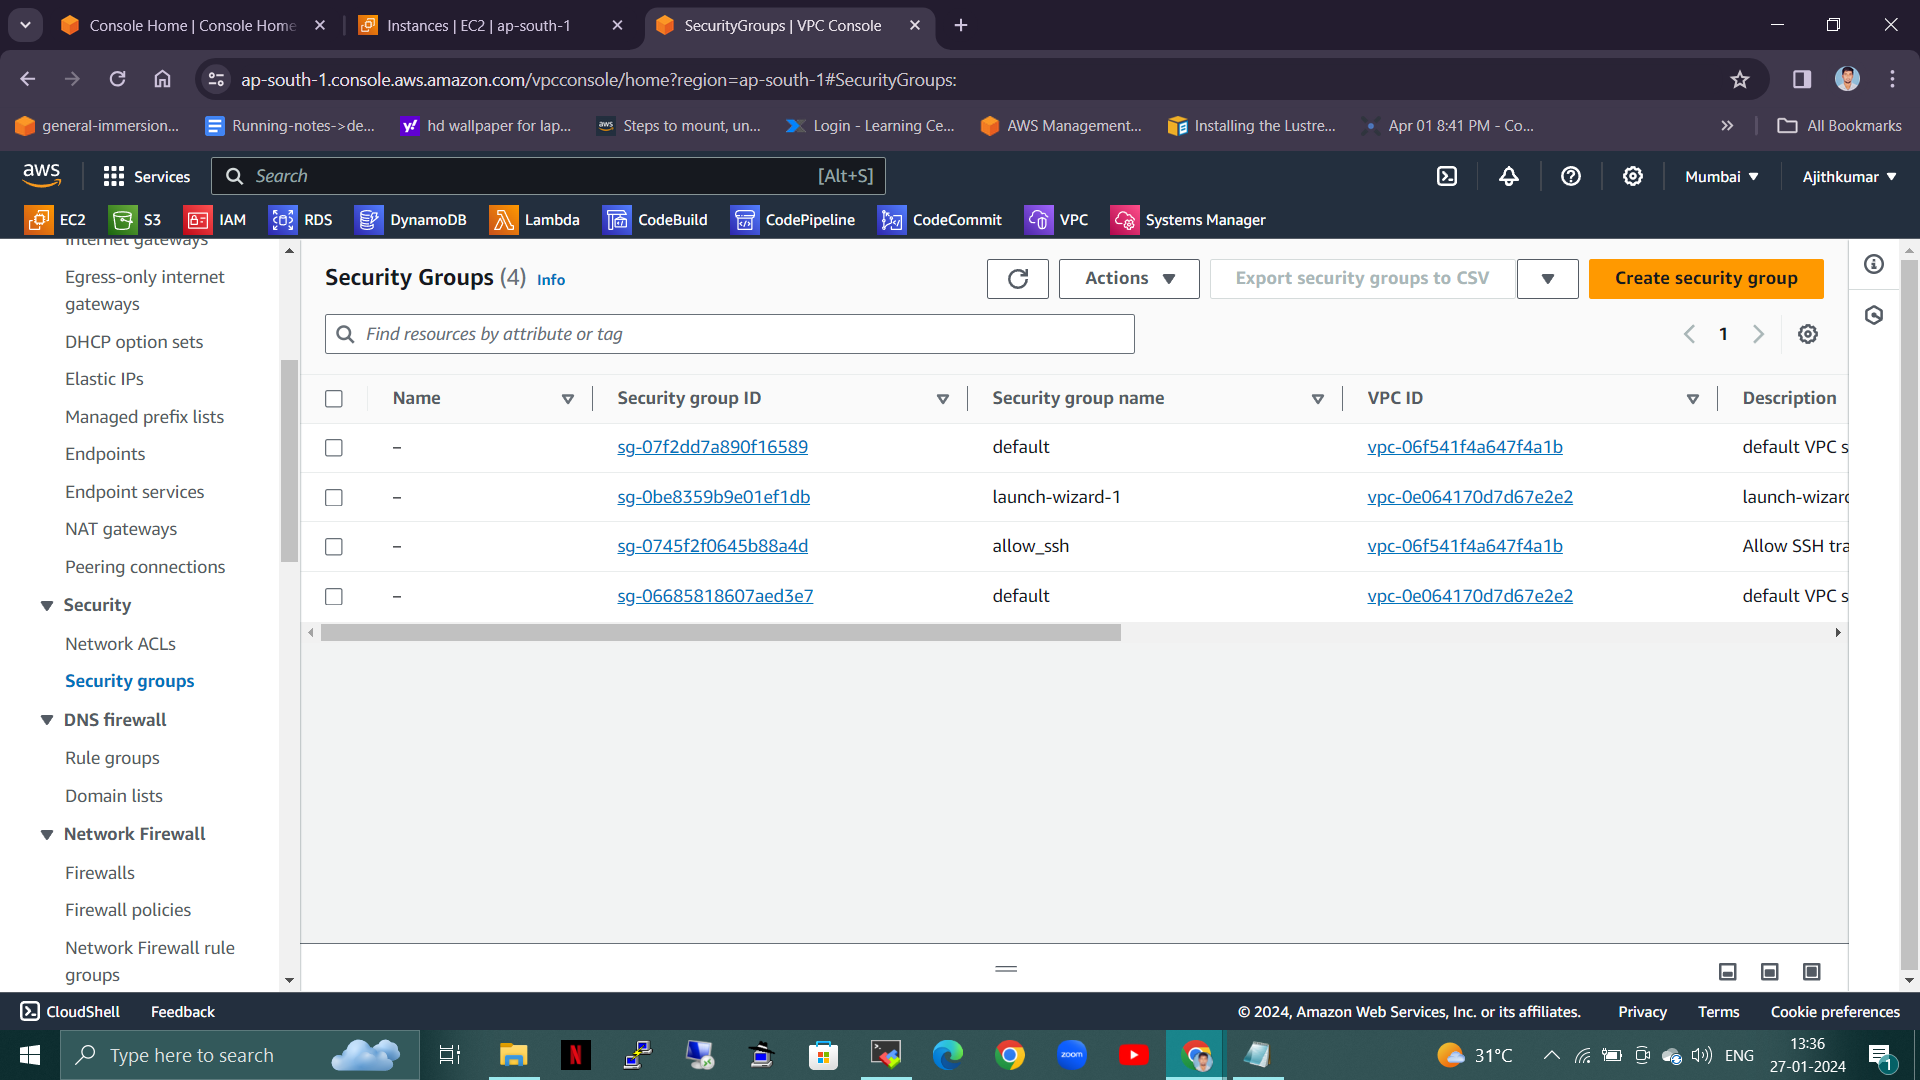 Console Home | Console Home
Instances | EC2 | ap-south-1
SecurityGroups | VPC Console
ap-south-1.console.aws.amazon.com/vpcconsole/home?region=ap-south-1#SecurityGroups:
general-immersion...
Running-notes->de...
hd wallpaper for lap...
Steps to mount, un...
Login - Learning Ce...
AWS Management...
Installing the Lustre...
Apr 01 8:41 PM - Co...
All Bookmarks
aws
Services
Search
[Alt+S]
Mumbai
Ajithkumar
EC2
S3
IAM
RDS
DynamoDB
Lambda
CodeBuild
CodePipeline
CodeCommit
VPC
Systems Manager
Internet gateways
Egress-only internet
gateways
DHCP option sets
Elastic IPs
Managed prefix lists
Endpoints
Endpoint services
NAT gateways
Peering connections
Security
Network ACLs
Security groups
DNS firewall
Rule groups
Domain lists
Network Firewall
Firewalls
Firewall policies
Network Firewall rule
groups
Security Groups (4) Info
Actions
Export security groups to CSV
Create security group
Find resources by attribute or tag
1
Name Security group ID Security group name VPC ID Description
– sg-07f2dd7a890f16589 default vpc-06f541f4a647f4a1b default VPC s
– sg-0be8359b9e01ef1db launch-wizard-1 vpc-0e064170d7d67e2e2 launch-wizard
– sg-0745f2f0645b88a4d allow_ssh vpc-06f541f4a647f4a1b Allow SSH tra
– sg-06685818607aed3e7 default vpc-0e064170d7d67e2e2 default VPC s
CloudShell
Feedback
© 2024, Amazon Web Services, Inc. or its affiliates.
Privacy
Terms
Cookie preferences
Type here to search
N
zoom
31°C
ENG
13:36
27-01-2024
1